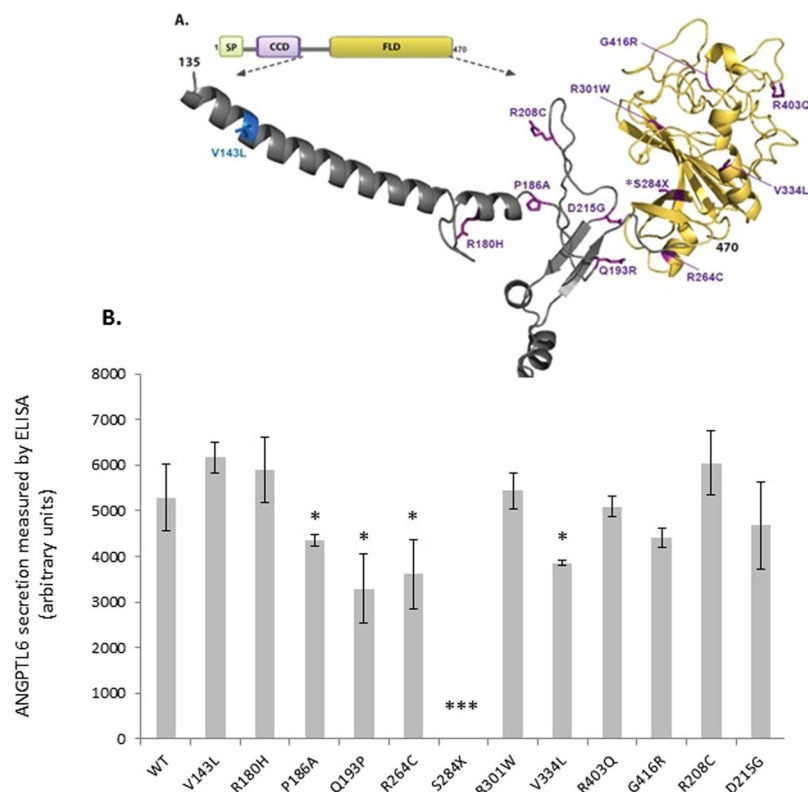 A.
1 SP CCD FLD 470
135
V143L
R208C
P186A
D215G
R180H
Q193R
G416R
R301W
R403Q
V334L
*S284X
470
R264C
B.
ANGPTL6 secretion measured by ELISA
(arbitrary units)
8000
7000
6000
5000
4000
3000
2000
1000
0
* * * *** *
WT V143L R180H P186A Q193P R264C S284X R301W V334L R403Q G416R R208C D215G